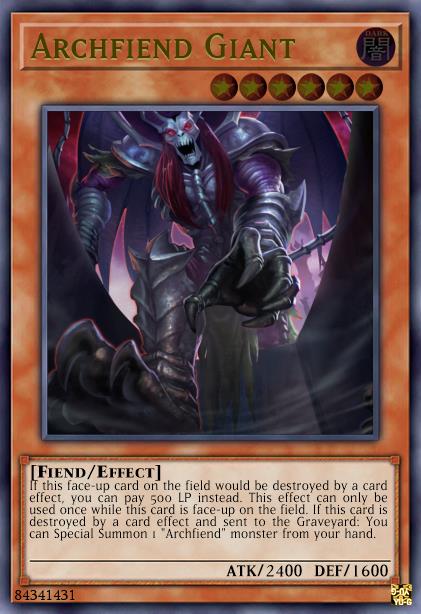 ARCHFIEND GIANT
DARK
闇
[FIEND/EFFECT]
If this face-up card on the field would be destroyed by a card
effect, you can pay 500 LP instead. This effect can only be
used once while this card is face-up on the field. If this card is
destroyed by a card effect and sent to the Graveyard: You
can Special Summon 1 "Archfiend" monster from your hand.
ATK/2400 DEF/1600
84341431